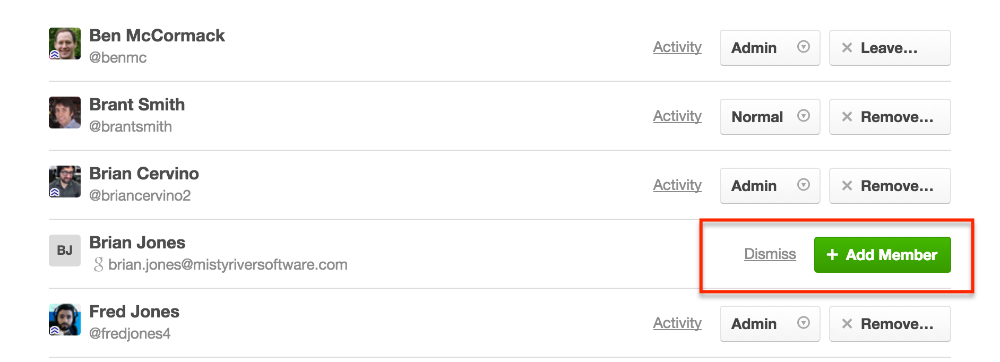 Ben McCormack
@benmc
Activity
Admin
Leave...
Brant Smith
@brantsmith
Activity
Normal
Remove...
Brian Cervino
@briancervino2
Activity
Admin
Remove...
BJ
Brian Jones
brian.jones@mistyriversoftware.com
Dismiss
+ Add Member
Fred Jones
@fredjones4
Activity
Admin
Remove...